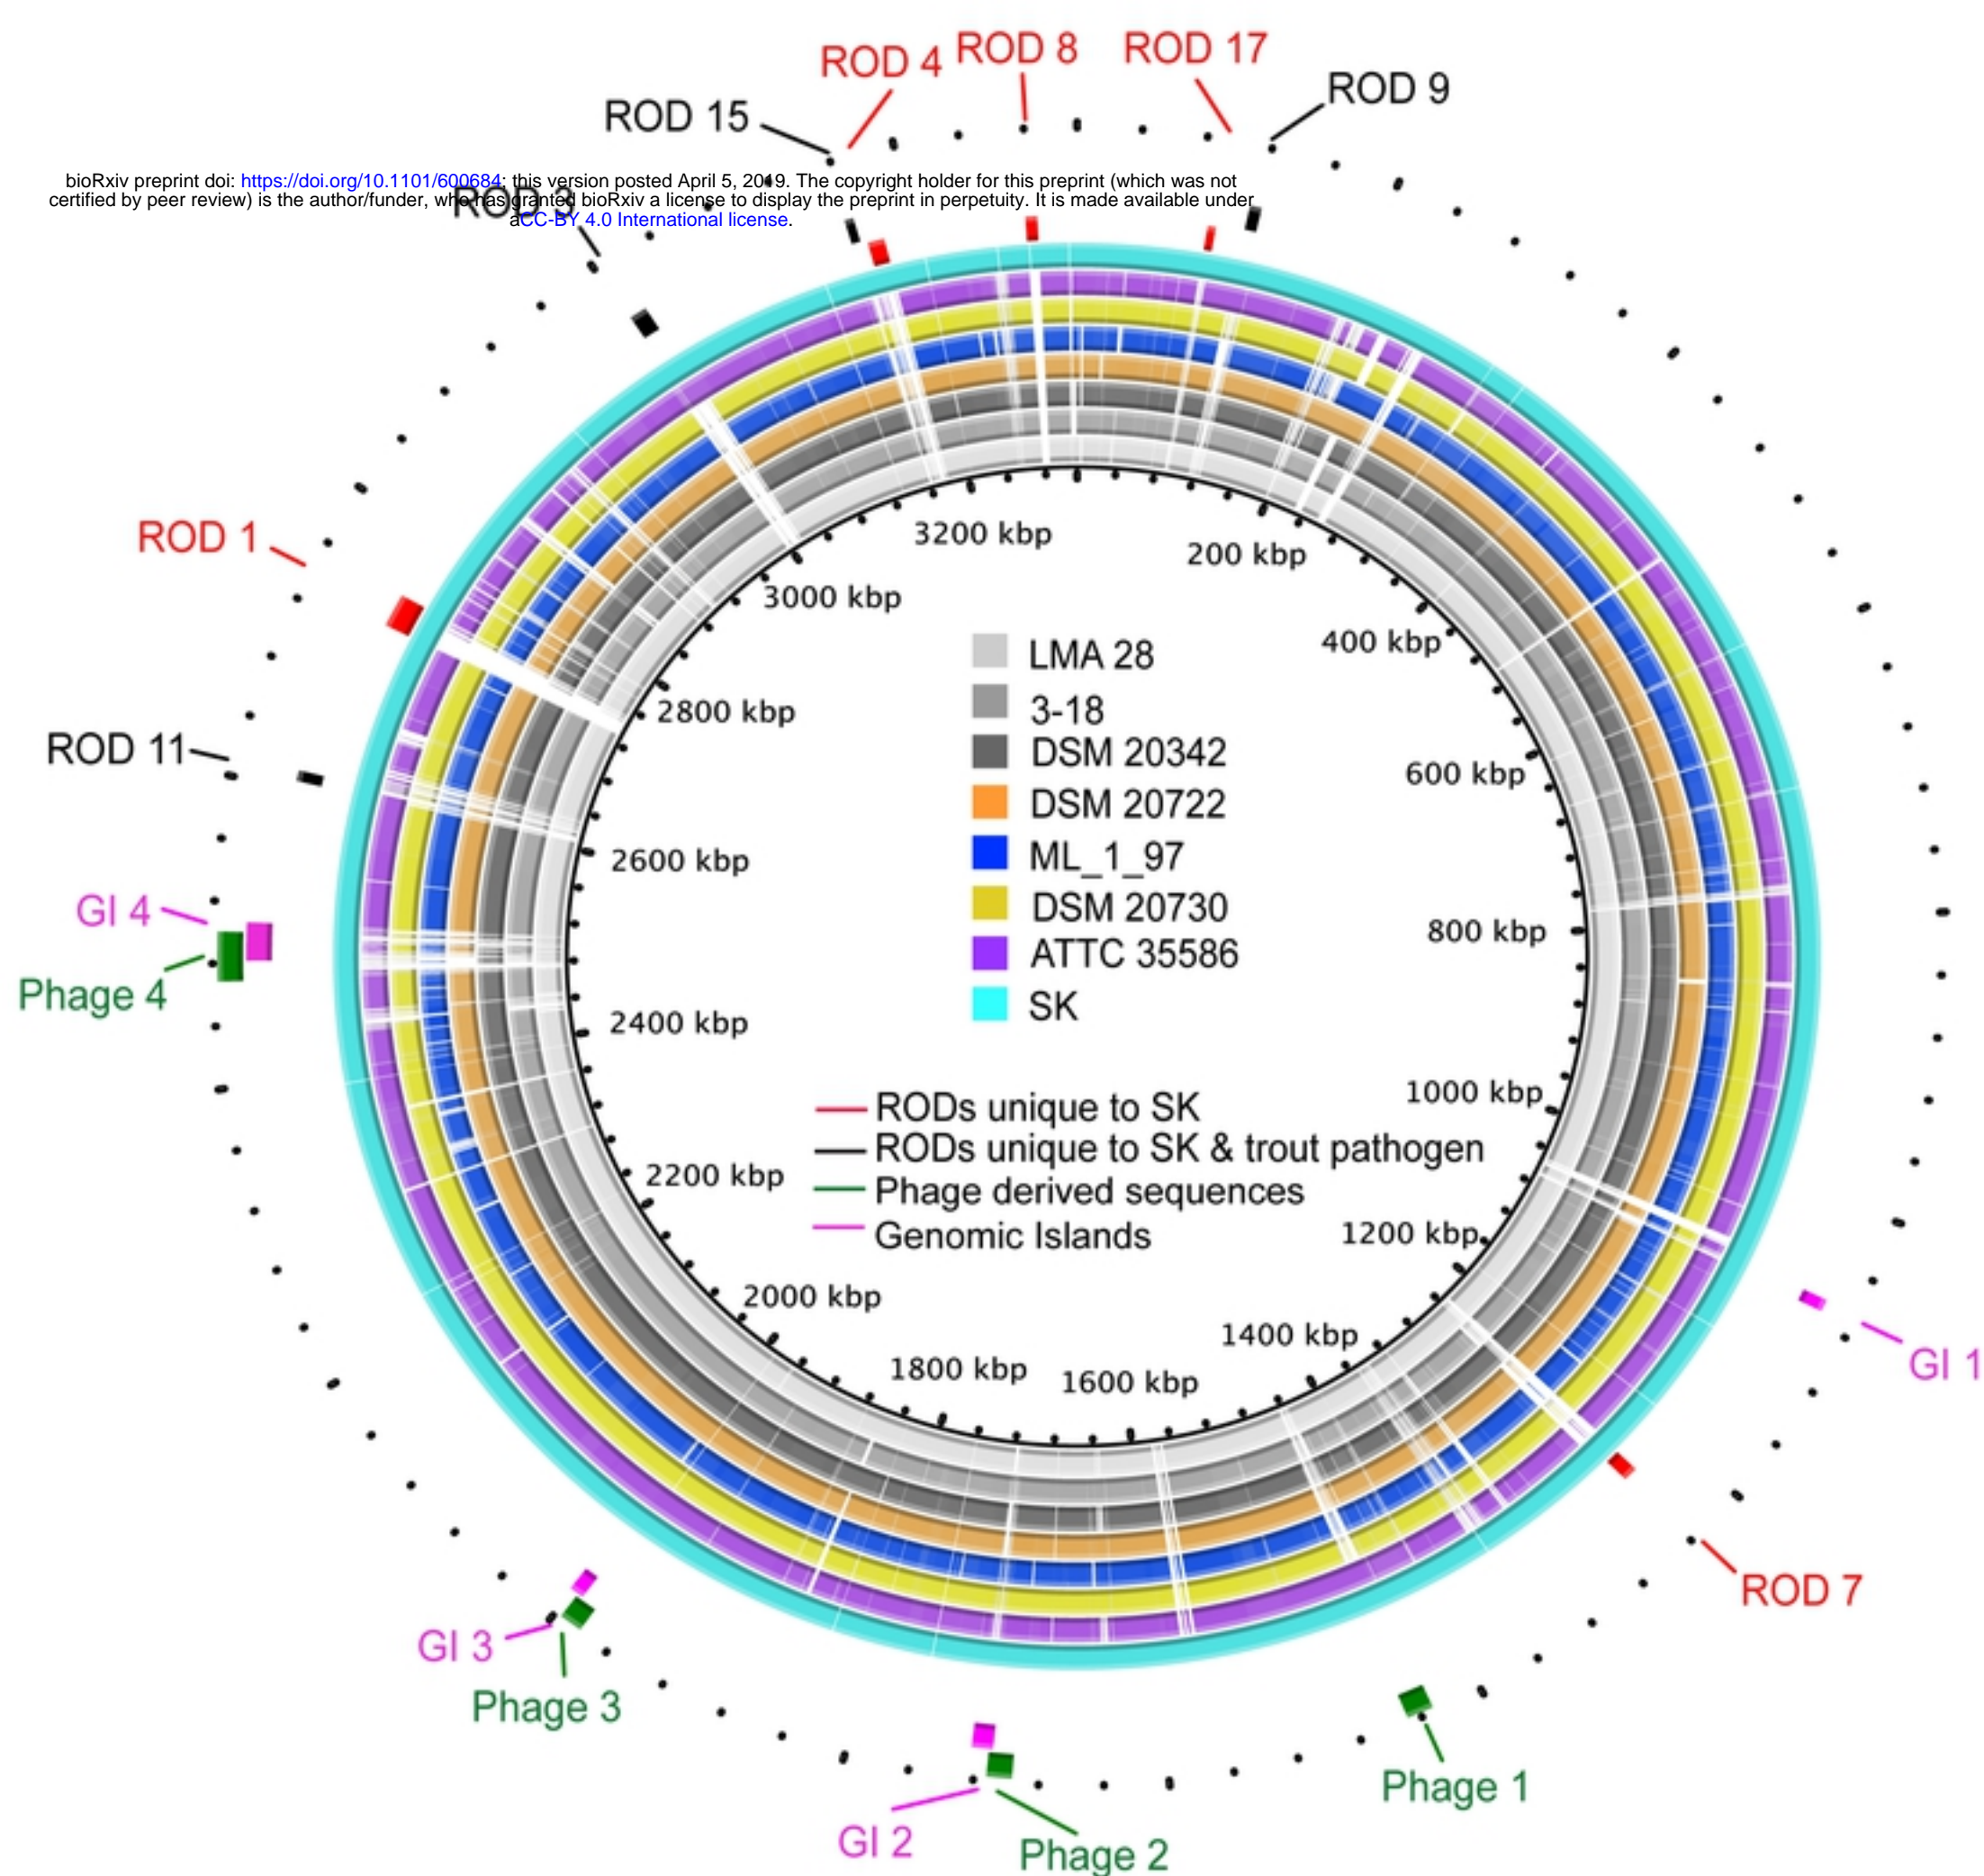 ROD 4
ROD 8
ROD 17
ROD 9
ROD 15
bioRxiv preprint doi: https://doi.org/10.1101/600684; this version posted April 5, 2019. The copyright holder for this preprint (which was not
certified by peer review) is the author/funder, who has granted bioRxiv a license to display the preprint in perpetuity. It is made available under
aCC-BY 4.0 International license.
ROD 3
ROD 1
ROD 11
GI 4
Phage 4
3200 kbp
200 kbp
3000 kbp
400 kbp
2800 kbp
600 kbp
2600 kbp
800 kbp
2400 kbp
1000 kbp
2200 kbp
1200 kbp
2000 kbp
1400 kbp
1800 kbp
1600 kbp
LMA 28
3-18
DSM 20342
DSM 20722
ML_1_97
DSM 20730
ATTC 35586
SK
RODs unique to SK
RODs unique to SK & trout pathogen
Phage derived sequences
Genomic Islands
GI 1
ROD 7
GI 3
Phage 3
Phage 1
GI 2
Phage 2